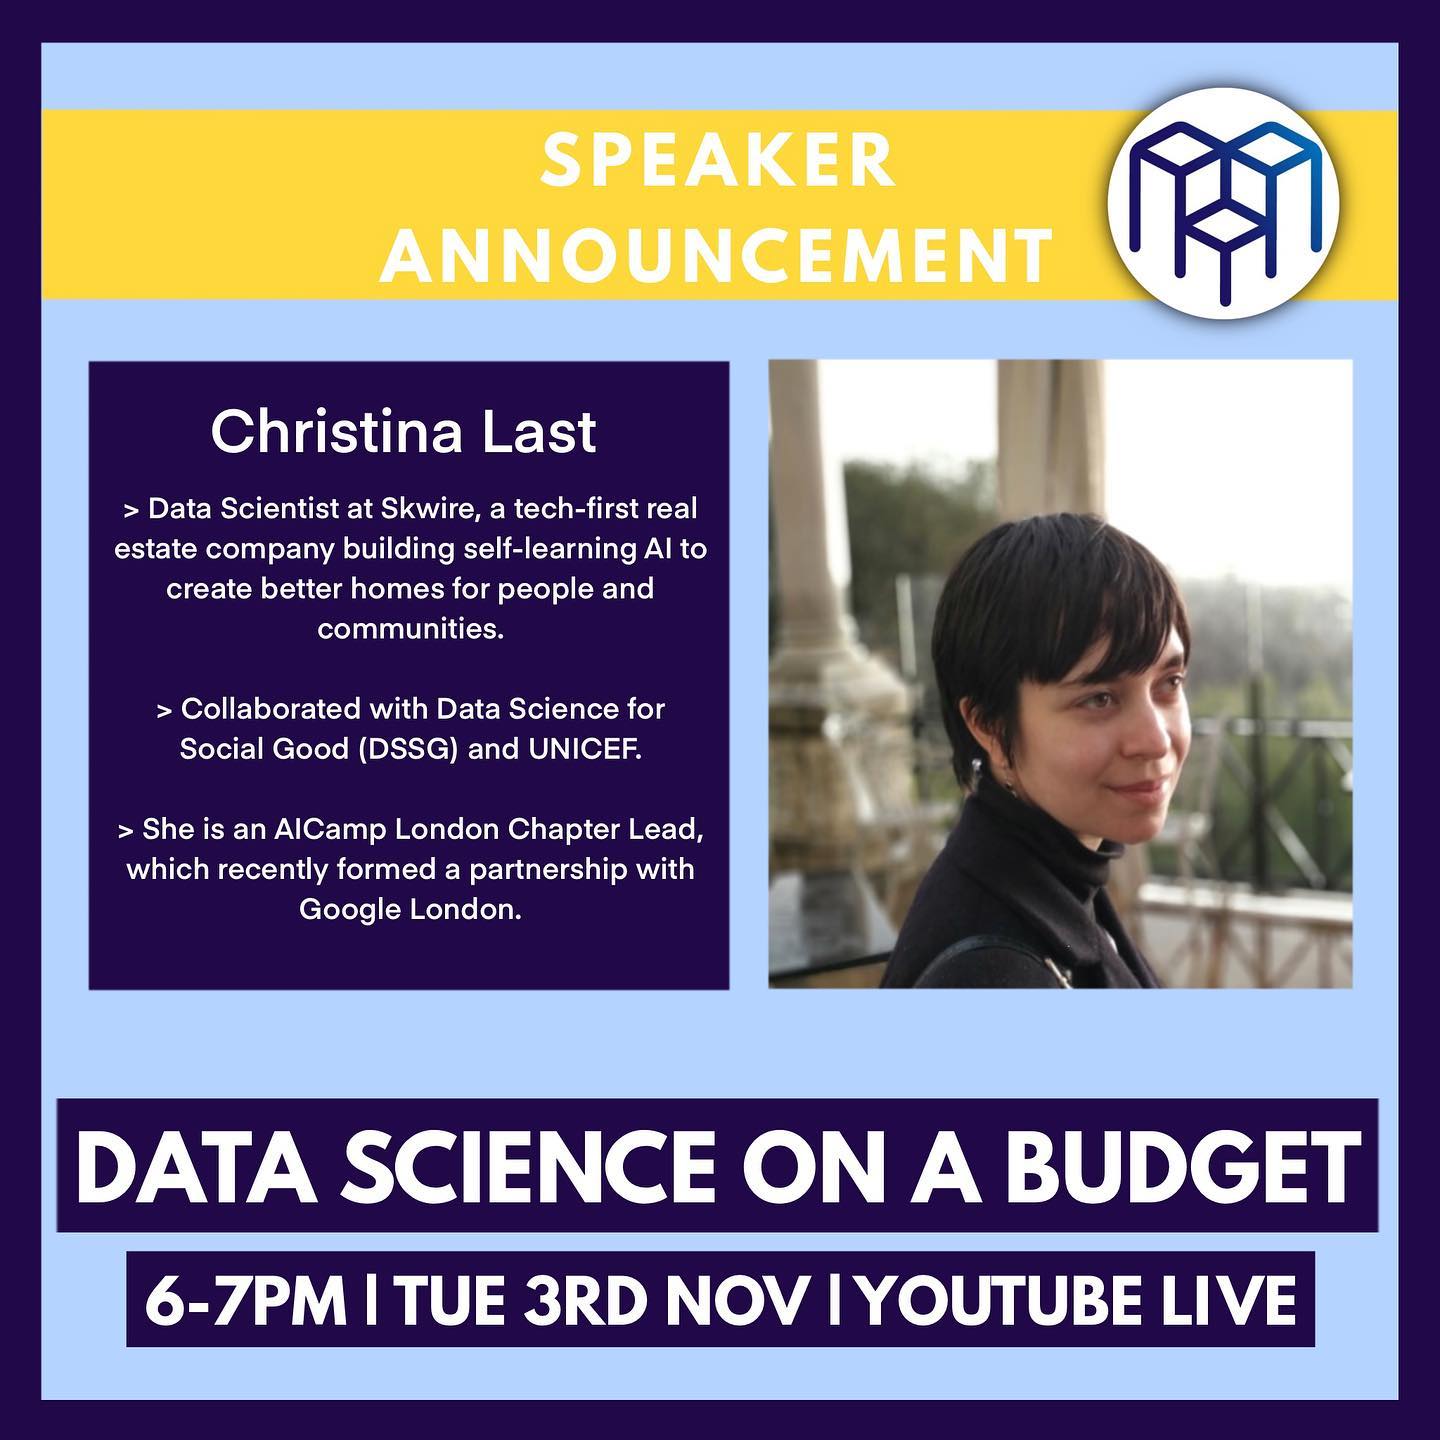 SPEAKER
ANNOUNCEMENT
Christina Last
> Data Scientist at Skwire, a tech-first real
estate company building self-learning AI to
create better homes for people and
communities.
> Collaborated with Data Science for
Social Good (DSSG) and UNICEF.
> She is an AICamp London Chapter Lead,
which recently formed a partnership with
Google London.
DATA SCIENCE ON A BUDGET
6-7PM | TUE 3RD NOV | YOUTUBE LIVE